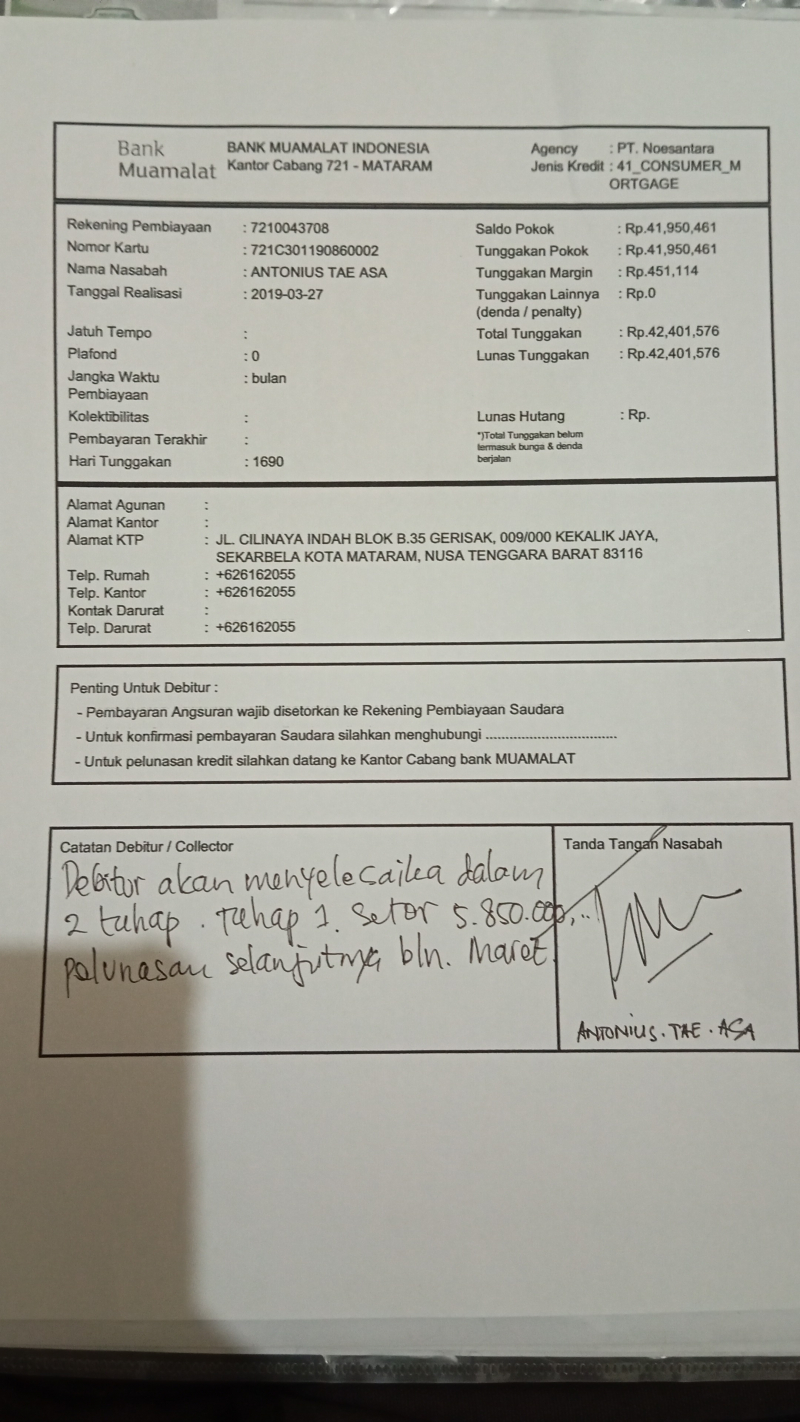 Bank Muamalat
BANK MUAMALAT INDONESIA
Kantor Cabang 721 - MATARAM
Agency : PT. Noesantara
Jenis Kredit : 41_CONSUMER_M
ORTGAGE
Rekening Pembiayaan : 7210043708
Nomor Kartu : 721C301190860002
Nama Nasabah : ANTONIUS TAE ASA
Tanggal Realisasi : 2019-03-27
Jatuh Tempo :
Plafond : 0
Jangka Waktu : bulan
Pembiayaan
Kolektibilitas :
Pembayaran Terakhir :
Hari Tunggakan : 1690
Saldo Pokok : Rp.41,950,461
Tunggakan Pokok : Rp.41,950,461
Tunggakan Margin : Rp.451,114
Tunggakan Lainnya : Rp.0
(denda / penalty)
Total Tunggakan : Rp.42,401,576
Lunas Tunggakan : Rp.42,401,576
Lunas Hutang : Rp.
*)Total Tunggakan belum
termasuk bunga & denda
berjalan
Alamat Agunan :
Alamat Kantor :
Alamat KTP : JL. CILINAYA INDAH BLOK B.35 GERISAK, 009/000 KEKALIK JAYA,
SEKARBELA KOTA MATARAM, NUSA TENGGARA BARAT 83116
Telp. Rumah : +626162055
Telp. Kantor : +626162055
Kontak Darurat :
Telp. Darurat : +626162055
Penting Untuk Debitur :
- Pembayaran Angsuran wajib disetorkan ke Rekening Pembiayaan Saudara
- Untuk konfirmasi pembayaran Saudara silahkan menghubungi .................................
- Untuk pelunasan kredit silahkan datang ke Kantor Cabang bank MUAMALAT
Catatan Debitur / Collector
Debitur akan menyelesaika dalam
2 tahap. Tahap 1. Setor 5.850.000,..
pelunasan selanjutnya bln. Maret
Tanda Tangan Nasabah
ANTONIUS. TAE. ASA